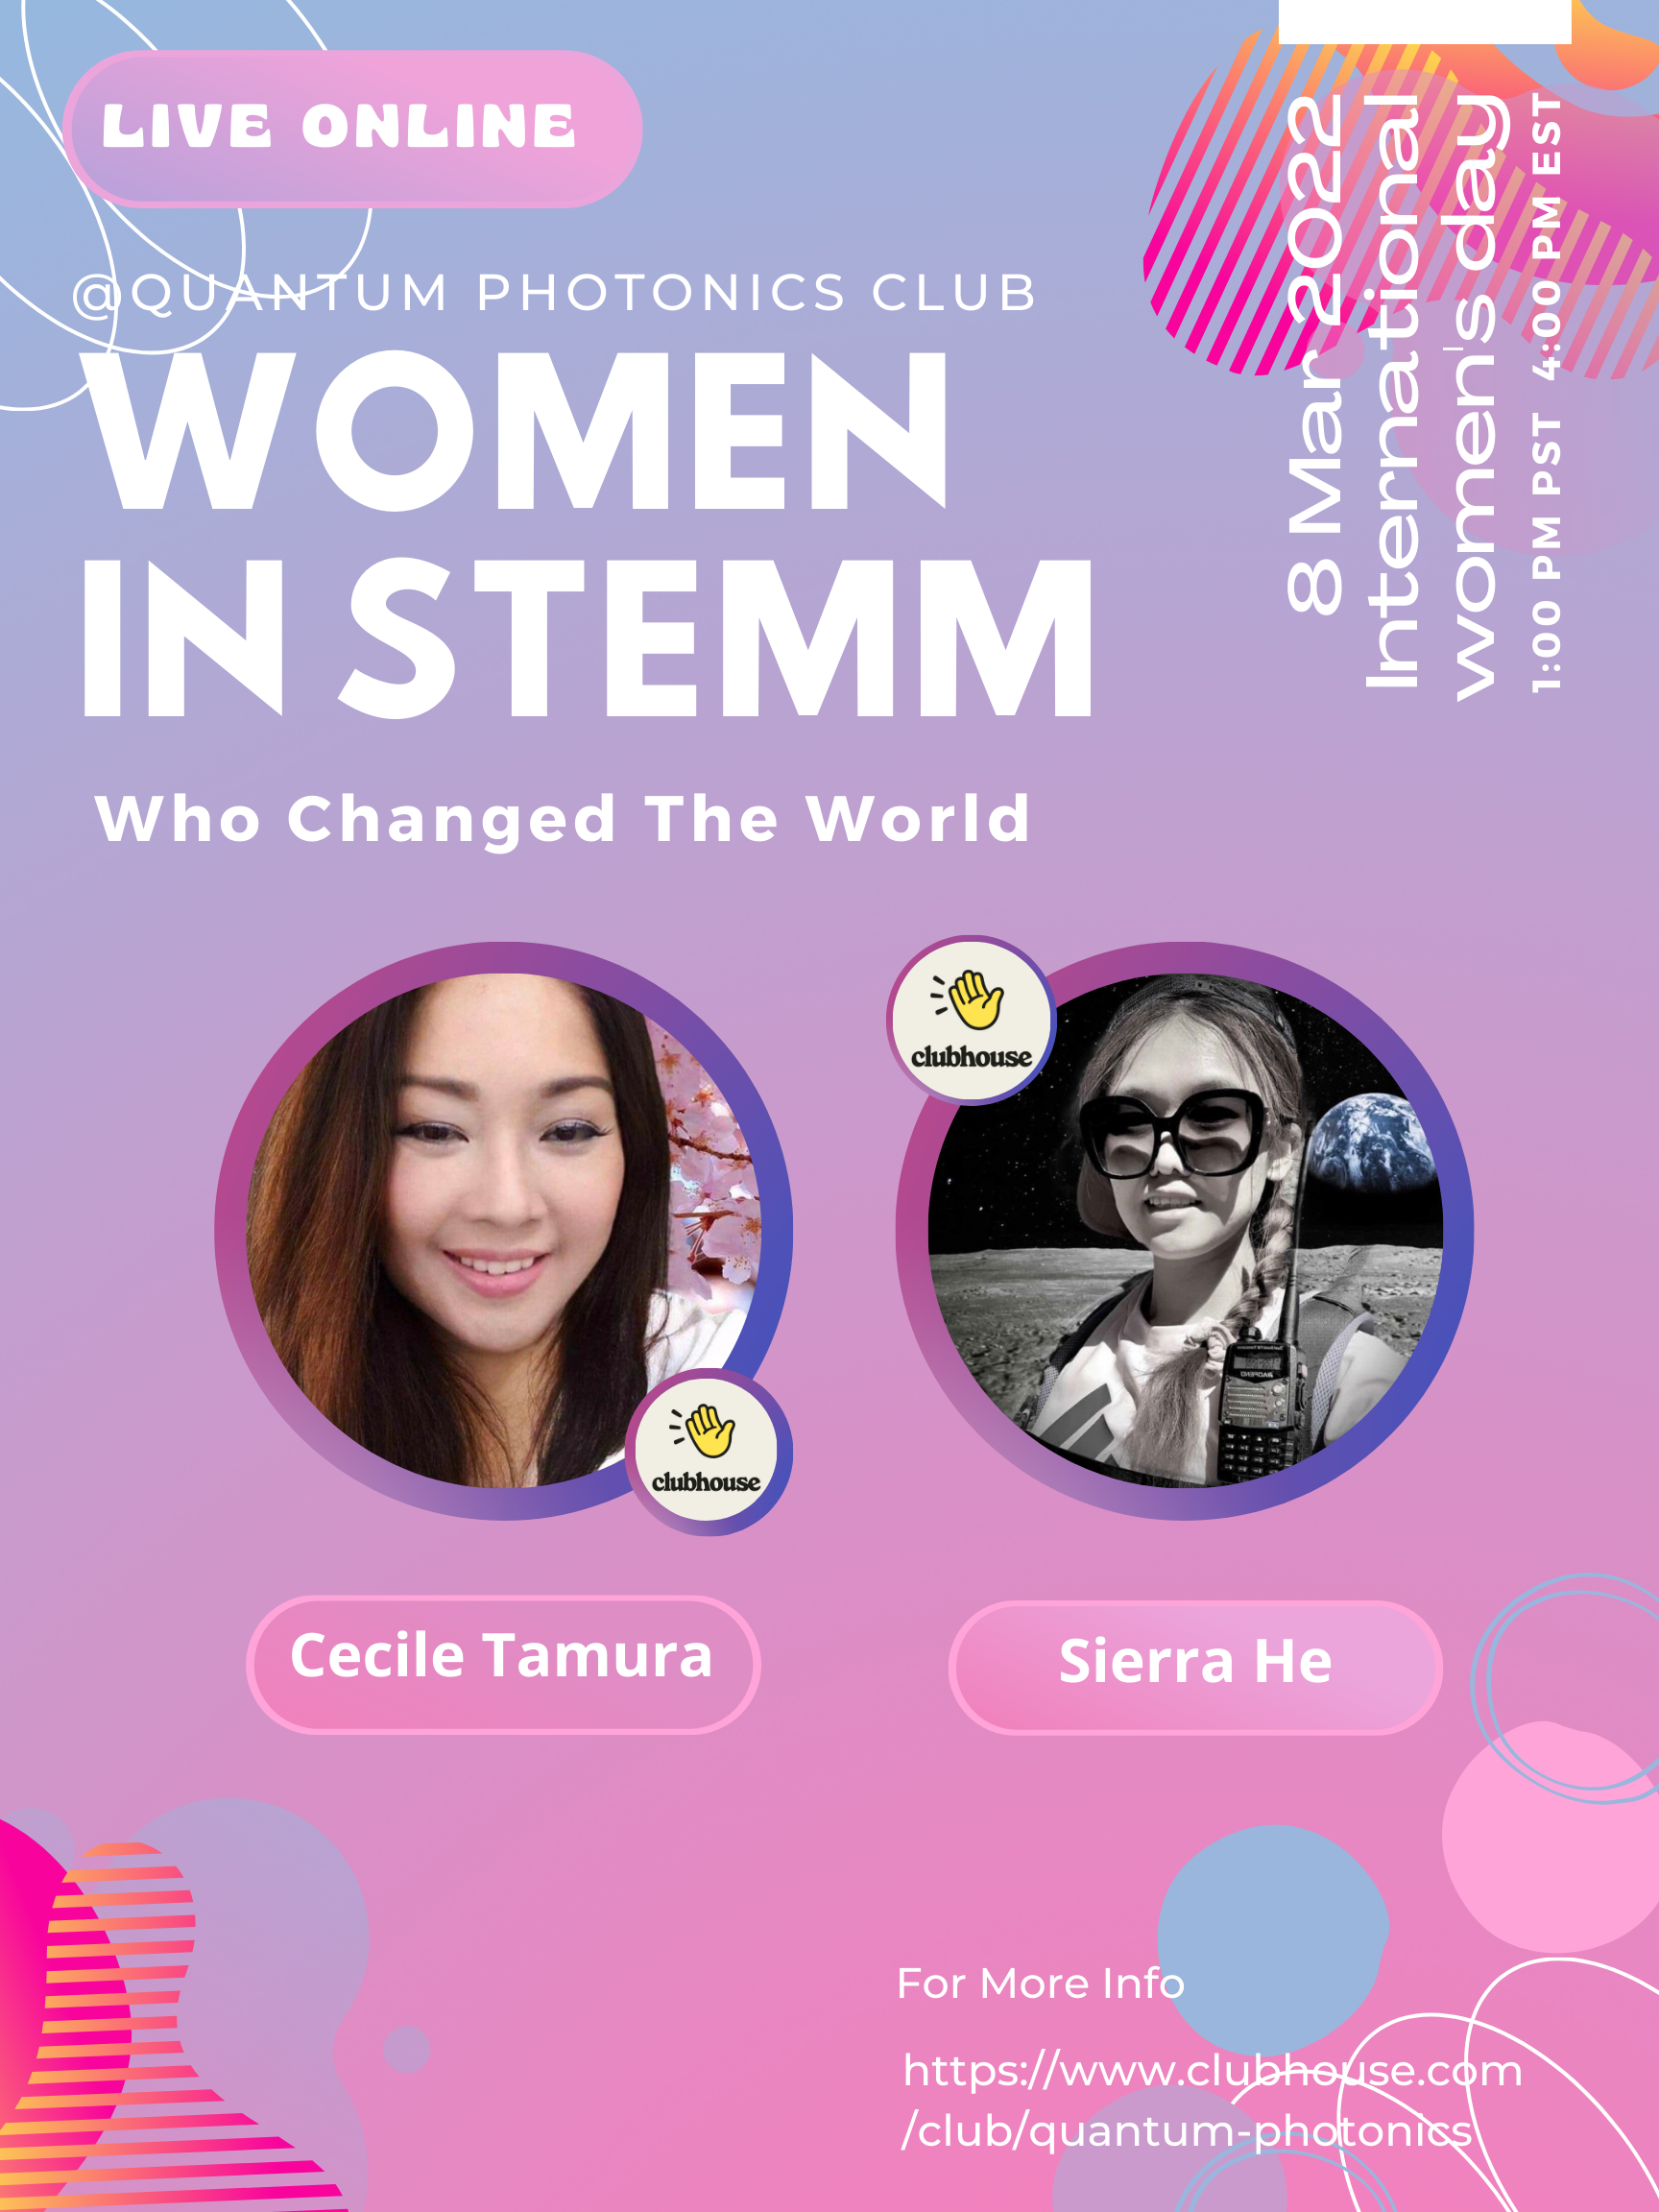 LIVE ONLINE
@QUANTUM PHOTONICS CLUB
WOMEN
IN STEMM
Who Changed The World
8 Mar 2022
International
women's day
1:00 PM PST 4:00 PM EST
clubhouse
clubhouse
BAOFENG
Cecile Tamura
Sierra He
For More Info
https://www.clubhouse.com
/club/quantum-photonics